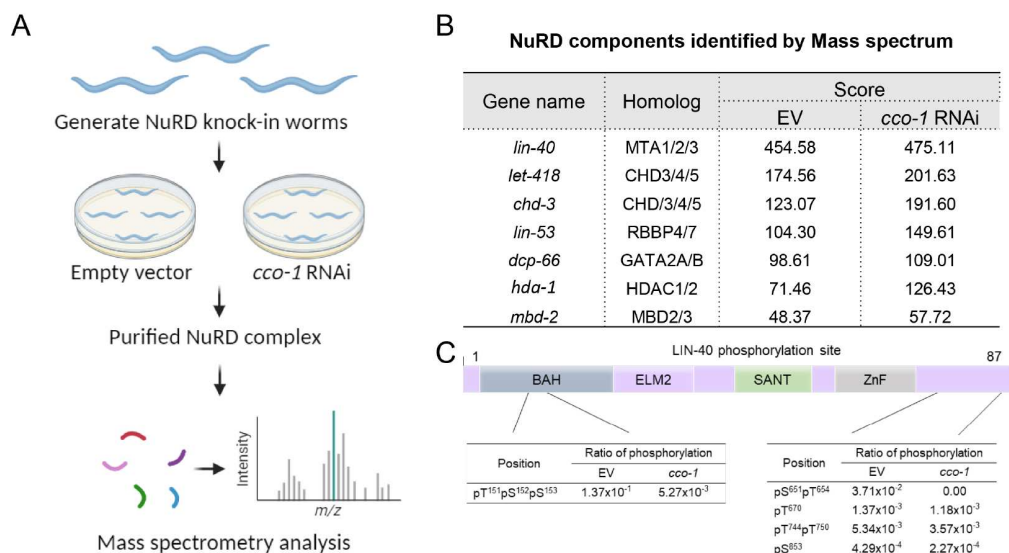 A
Generate NuRD knock-in worms
Empty vector
cco-1 RNAi
Purified NuRD complex
Intensity
m/z
Mass spectrometry analysis
B
NuRD components identified by Mass spectrum
Gene name Homolog Score
EV cco-1 RNAi
lin-40 MTA1/2/3 454.58 475.11
let-418 CHD3/4/5 174.56 201.63
chd-3 CHD/3/4/5 123.07 191.60
lin-53 RBBP4/7 104.30 149.61
dcp-66 GATA2A/B 98.61 109.01
hda-1 HDAC1/2 71.46 126.43
mbd-2 MBD2/3 48.37 57.72
C
LIN-40 phosphorylation site
1 87
BAH ELM2 SANT ZnF
Position Ratio of phosphorylation
EV cco-1
pT¹⁵¹pS¹⁵²pS¹⁵³ 1.37x10⁻¹ 5.27x10⁻³
Position Ratio of phosphorylation
EV cco-1
pS⁶⁵¹pT⁶⁵⁴ 3.71x10⁻² 0.00
pT⁶⁷⁰ 1.37x10⁻³ 1.18x10⁻³
pT⁷⁴⁴pT⁷⁵⁰ 5.34x10⁻³ 3.57x10⁻³
pS⁸⁵³ 4.29x10⁻⁴ 2.27x10⁻⁴